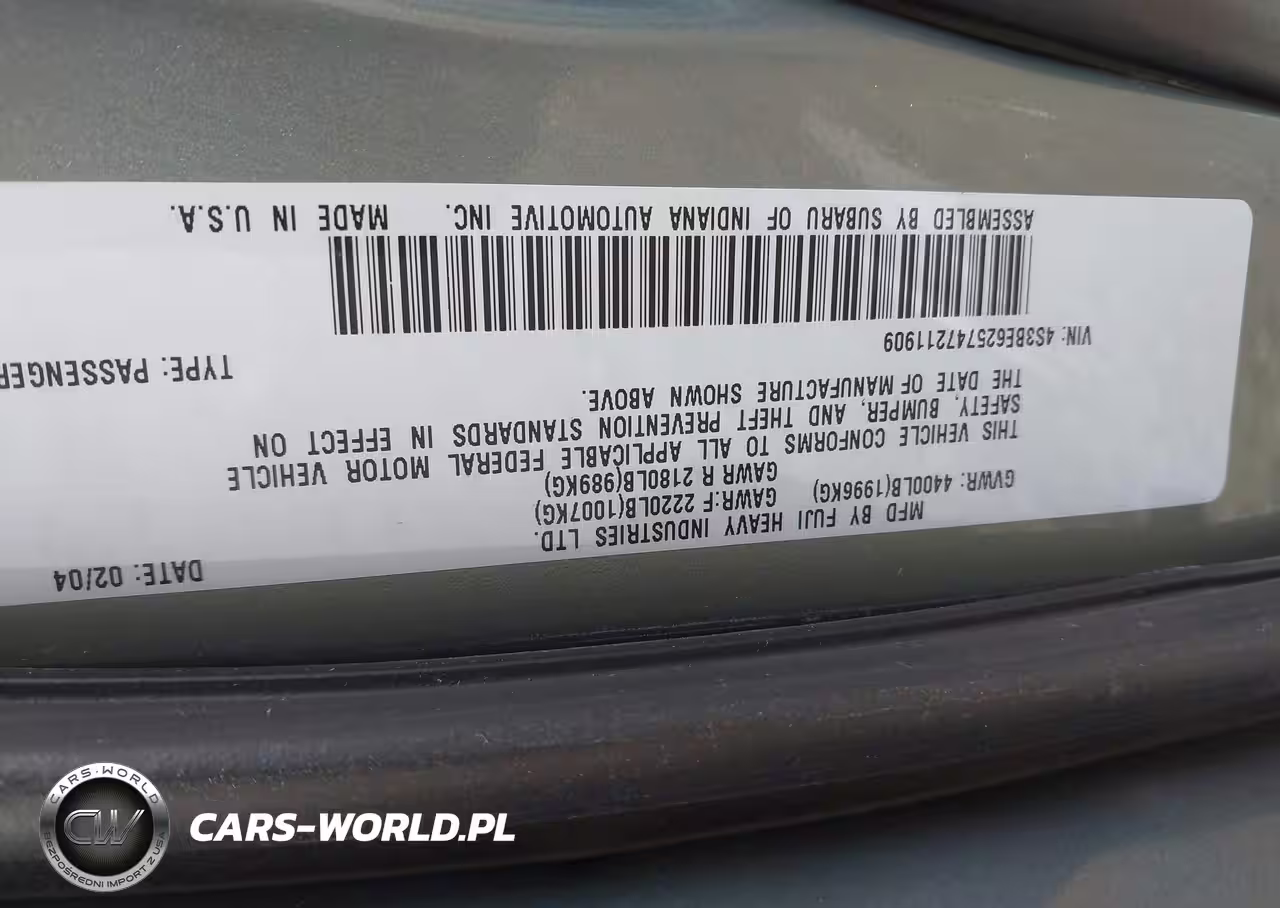 MFD BY FUJI HEAVY INDUSTRIES LTD. DATE: 02/04
GVWR: 4400LB(1996KG) GAWR:F 2220LB(1007KG)
GAWR R 2180LB(989KG)
THIS VEHICLE CONFORMS TO ALL APPLICABLE FEDERAL MOTOR VEHICLE
SAFETY, BUMPER, AND THEFT PREVENTION STANDARDS IN EFFECT ON
THE DATE OF MANUFACTURE SHOWN ABOVE.
VIN: 4S3BE625747211909 TYPE: PASSENGER
ASSEMBLED BY SUBARU OF INDIANA AUTOMOTIVE INC. MADE IN U.S.A.
CARS-WORLD
CW
BEZPOŚREDNI IMPORT Z USA
CARS-WORLD.PL